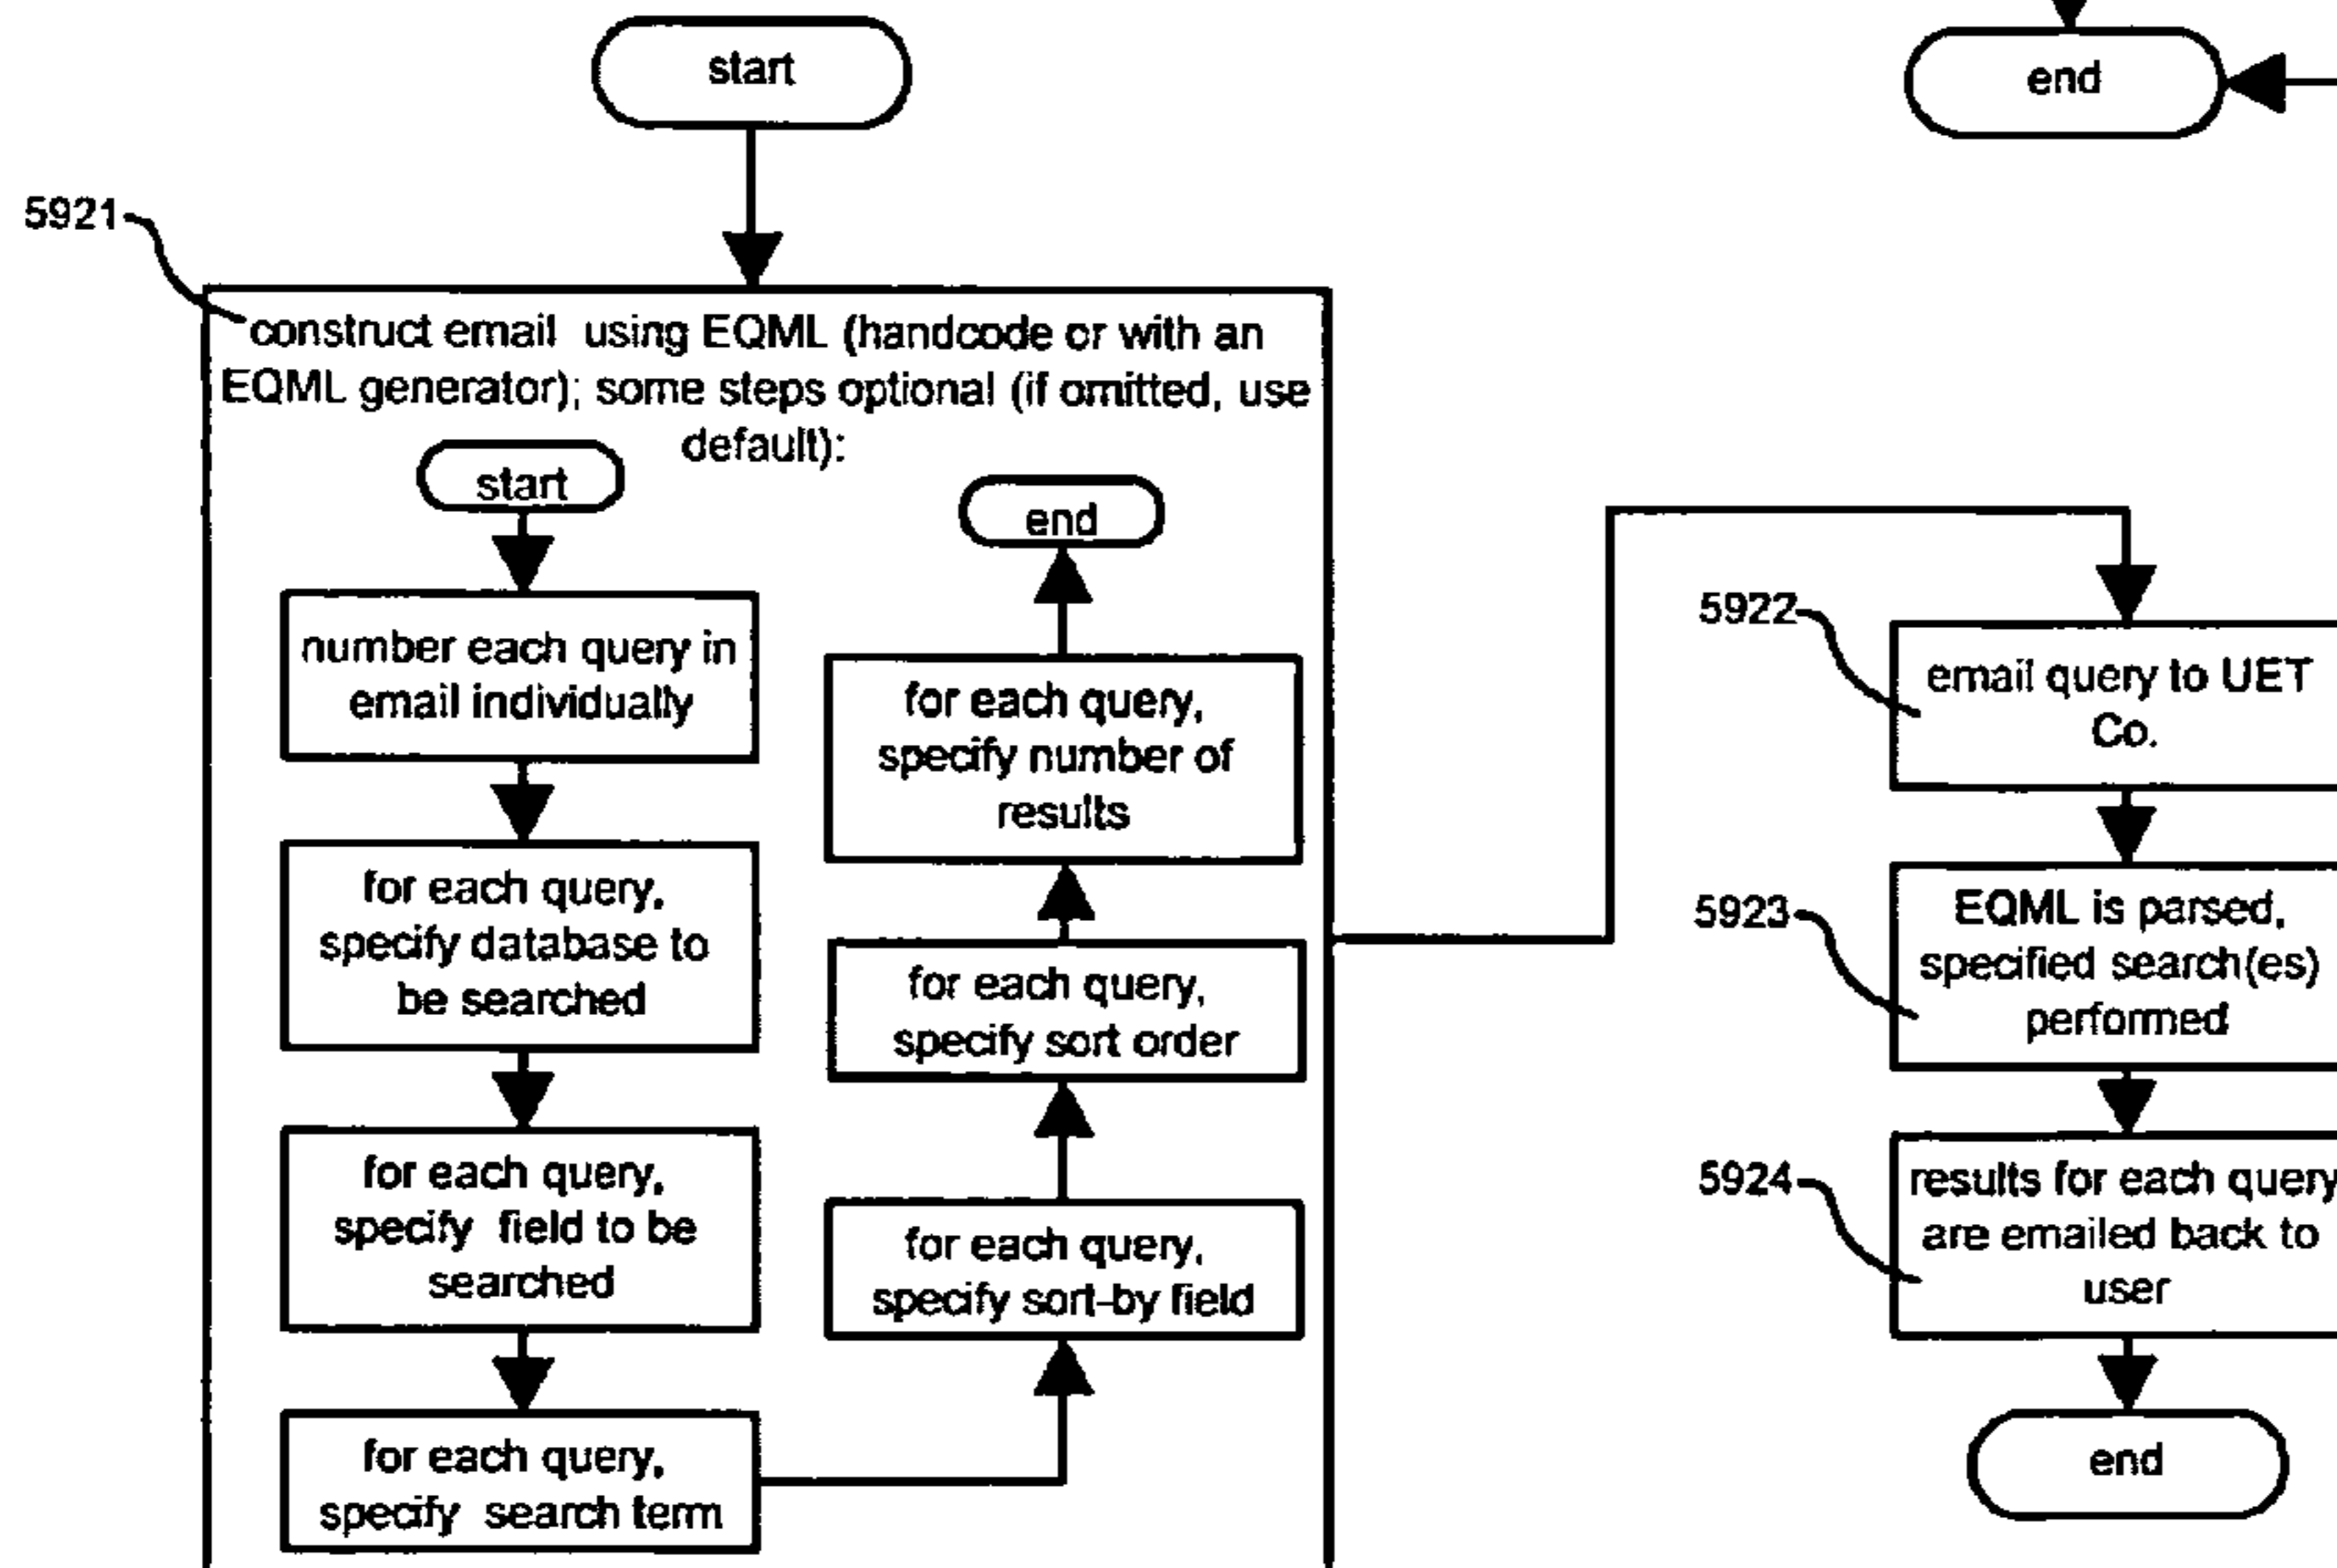 start
end
5921
construct email using EQML (handcode or with an
EQML generator); some steps optional (if omitted, use
default):
start
number each query in
email individually
for each query,
specify database to
be searched
for each query,
specify field to be
searched
for each query,
specify search term
for each query,
specify sort-by field
for each query,
specify sort order
for each query,
specify number of
results
end
5922
email query to UET
Co.
5923
EQML is parsed,
specified search(es)
performed
5924
results for each query
are emailed back to
user
end